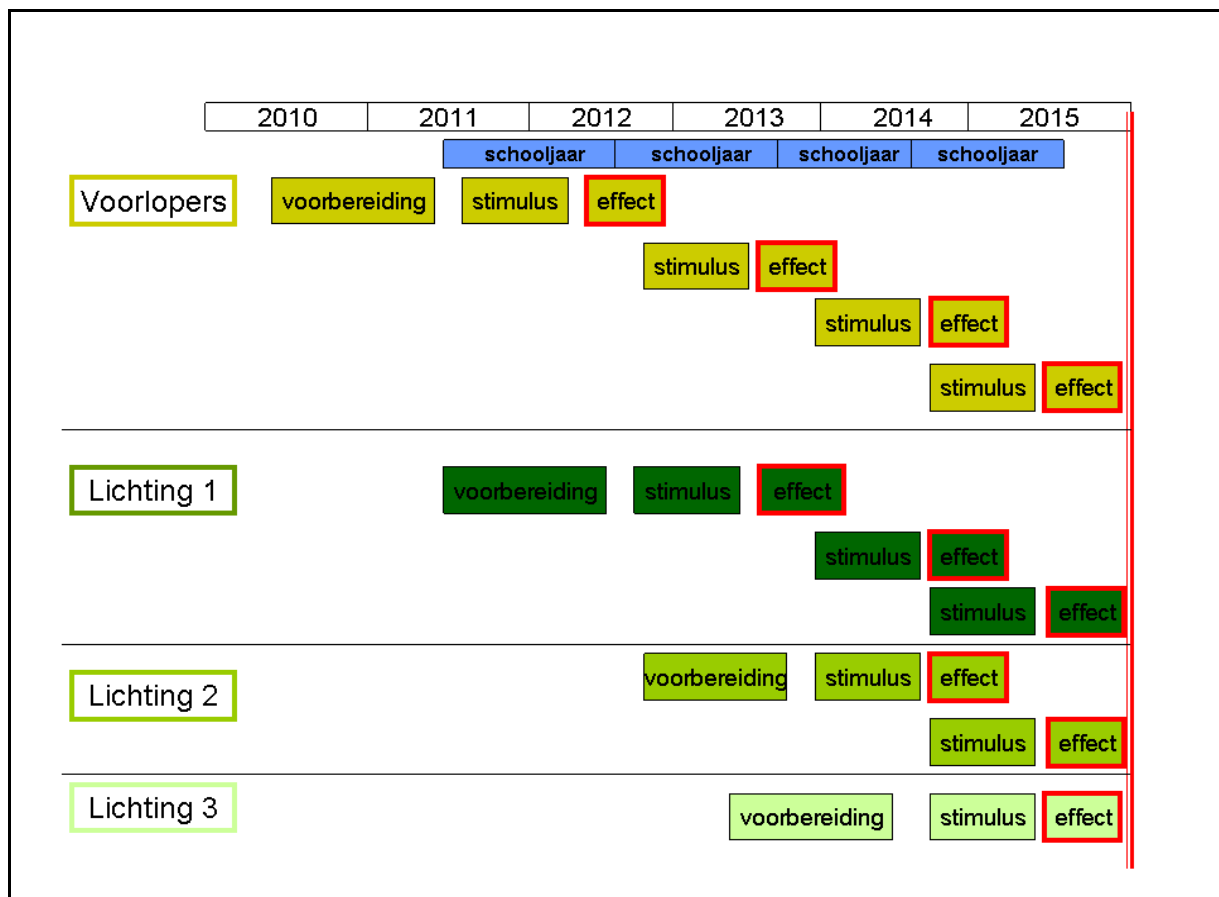 2010 2011 2012 2013 2014 2015
schooljaar schooljaar schooljaar schooljaar
Voorlopers voorbereiding stimulus effect
stimulus effect
stimulus effect
stimulus effect
Lichting 1 voorbereiding stimulus effect
stimulus effect
stimulus effect
Lichting 2 voorbereiding stimulus effect
stimulus effect
Lichting 3 voorbereiding stimulus effect